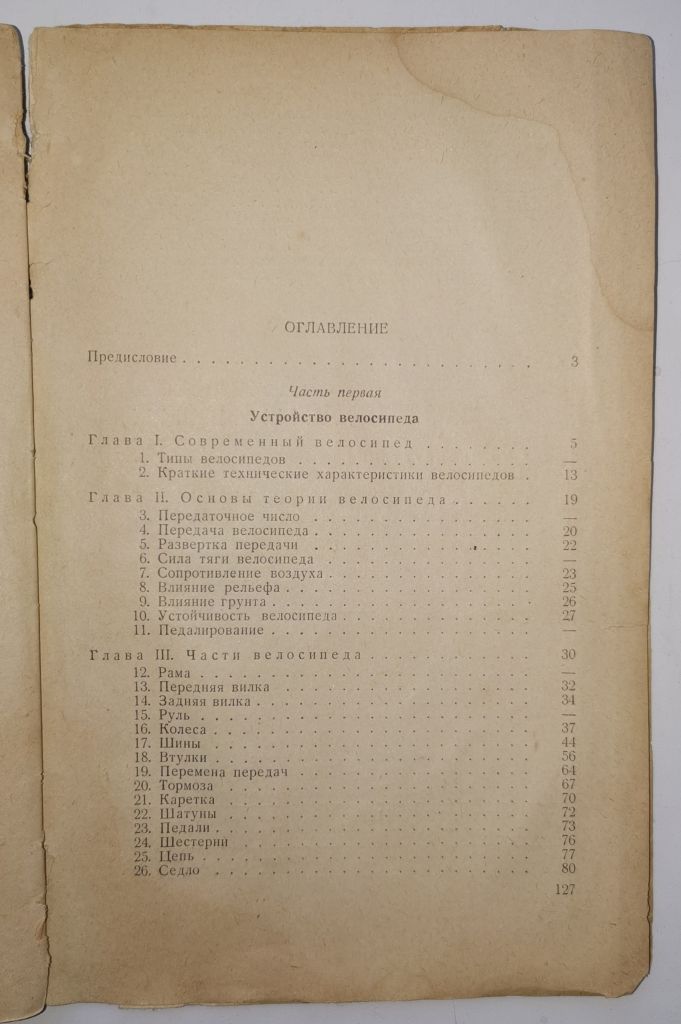 ОГЛАВЛЕНИЕ
Предисловие . . . . . . . . . . . . . . . . . . . . . . . . . 3
Часть первая
Устройство велосипеда
Глава I. Современный велосипед . . . . . . . . 5
1. Типы велосипедов . . . . . . . . . . . . . . . . . —
2. Краткие технические характеристики велосипедов . 13
Глава II. Основы теории велосипеда . . . . . . 19
3. Передаточное число . . . . . . . . . . . . . . . . —
4. Передача велосипеда . . . . . . . . . . . . . . . . 20
5. Развертка передачи . . . . . . . . . . . . . . . . 22
6. Сила тяги велосипеда . . . . . . . . . . . . . . . —
7. Сопротивление воздуха . . . . . . . . . . . . . . . 23
8. Влияние рельефа . . . . . . . . . . . . . . . . . . 25
9. Влияние грунта . . . . . . . . . . . . . . . . . . . 26
10. Устойчивость велосипеда . . . . . . . . . . . . . . 27
11. Педалирование . . . . . . . . . . . . . . . . . . . —
Глава III. Части велосипеда . . . . . . . . . . . . 30
12. Рама . . . . . . . . . . . . . . . . . . . . . . . . —
13. Передняя вилка . . . . . . . . . . . . . . . . . . 32
14. Задняя вилка . . . . . . . . . . . . . . . . . . . . 34
15. Руль . . . . . . . . . . . . . . . . . . . . . . . . —
16. Колеса . . . . . . . . . . . . . . . . . . . . . . . 37
17. Шины . . . . . . . . . . . . . . . . . . . . . . . 44
18. Втулки . . . . . . . . . . . . . . . . . . . . . . . 56
19. Перемена передач . . . . . . . . . . . . . . . . . 64
20. Тормоза . . . . . . . . . . . . . . . . . . . . . . 67
21. Каретка . . . . . . . . . . . . . . . . . . . . . . 70
22. Шатуны . . . . . . . . . . . . . . . . . . . . . . 72
23. Педали . . . . . . . . . . . . . . . . . . . . . . . 73
24. Шестерни . . . . . . . . . . . . . . . . . . . . . 76
25. Цепь . . . . . . . . . . . . . . . . . . . . . . . . 77
26. Седло . . . . . . . . . . . . . . . . . . . . . . . 80
127